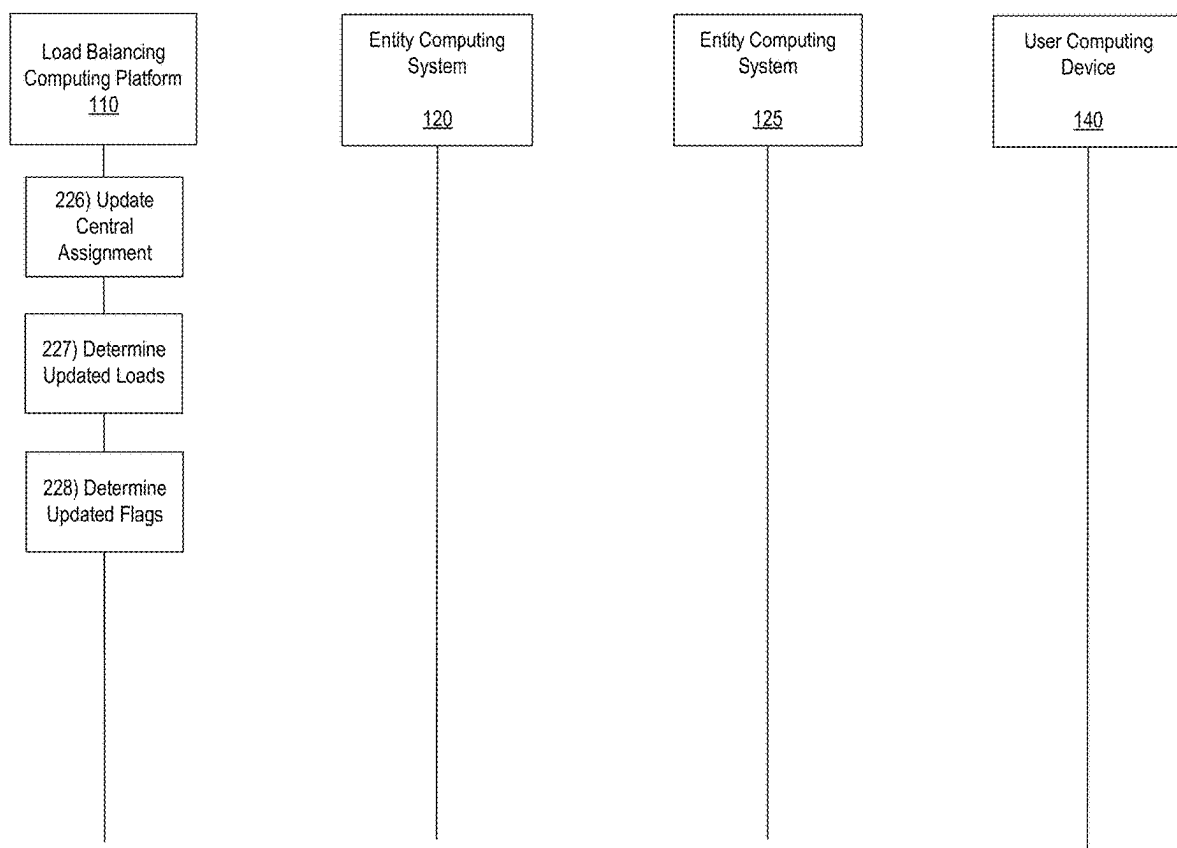 Load Balancing
Computing Platform
110
Entity Computing
System
120
Entity Computing
System
125
User Computing
Device
140
226) Update
Central
Assignment
227) Determine
Updated Loads
228) Determine
Updated Flags